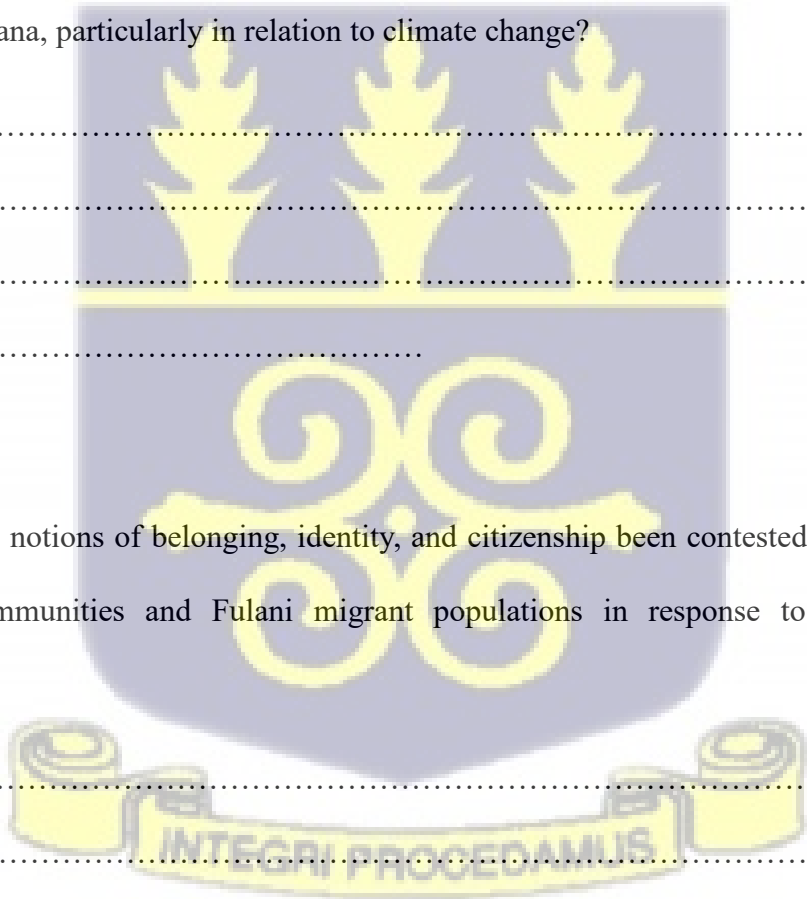 ana, particularly in relation to climate change?
………………………………………………………………………………
………………………………………………………………………………
………………………………………………………………………………
………………………………………….
notions of belonging, identity, and citizenship been contested
mmunities and Fulani migrant populations in response to
………………………………………………………………………………
INTEGRI PROCEDAMUS
………………………………………………………………………………